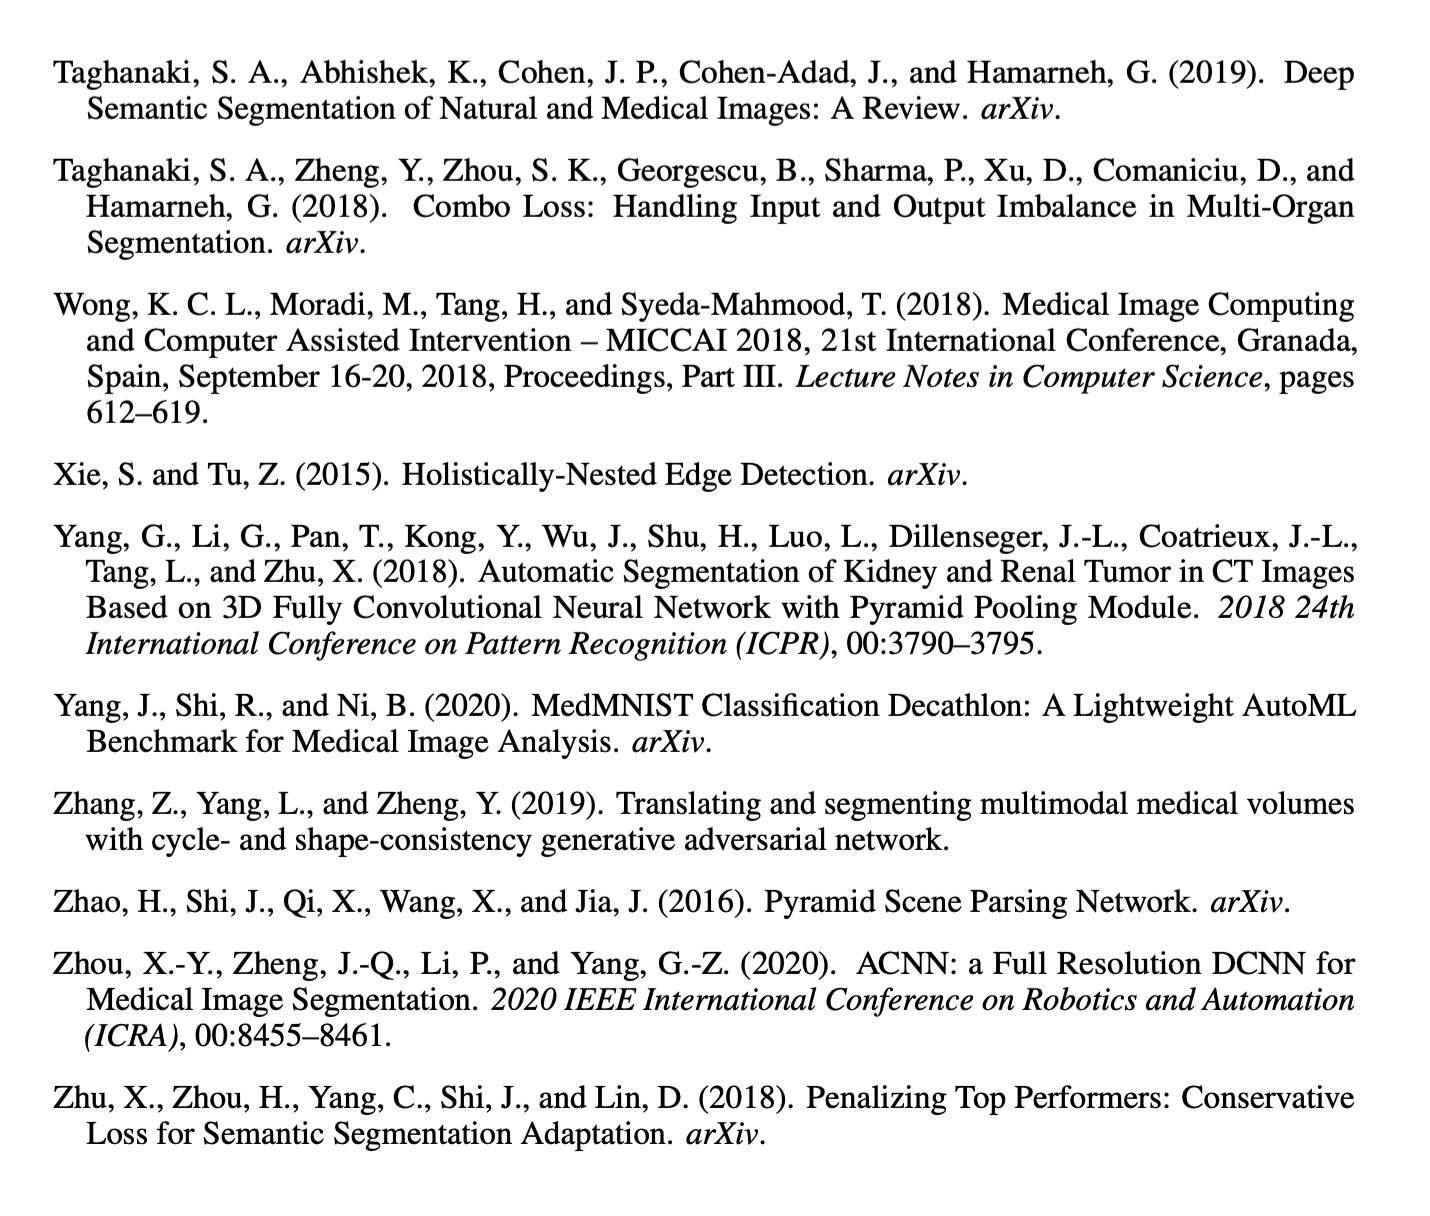 Taghanaki, S. A., Abhishek, K., Cohen, J. P., Cohen-Adad, J., and Hamarneh, G. (2019). Deep
Semantic Segmentation of Natural and Medical Images: A Review. arXiv.
Taghanaki, S. A., Zheng, Y., Zhou, S. K., Georgescu, B., Sharma, P., Xu, D., Comaniciu, D., and
Hamarneh, G. (2018). Combo Loss: Handling Input and Output Imbalance in Multi-Organ
Segmentation. arXiv.
Wong, K. C. L., Moradi, M., Tang, H., and Syeda-Mahmood, T. (2018). Medical Image Computing
and Computer Assisted Intervention – MICCAI 2018, 21st International Conference, Granada,
Spain, September 16-20, 2018, Proceedings, Part III. Lecture Notes in Computer Science, pages
612–619.
Xie, S. and Tu, Z. (2015). Holistically-Nested Edge Detection. arXiv.
Yang, G., Li, G., Pan, T., Kong, Y., Wu, J., Shu, H., Luo, L., Dillenseger, J.-L., Coatrieux, J.-L.,
Tang, L., and Zhu, X. (2018). Automatic Segmentation of Kidney and Renal Tumor in CT Images
Based on 3D Fully Convolutional Neural Network with Pyramid Pooling Module. 2018 24th
International Conference on Pattern Recognition (ICPR), 00:3790–3795.
Yang, J., Shi, R., and Ni, B. (2020). MedMNIST Classification Decathlon: A Lightweight AutoML
Benchmark for Medical Image Analysis. arXiv.
Zhang, Z., Yang, L., and Zheng, Y. (2019). Translating and segmenting multimodal medical volumes
with cycle- and shape-consistency generative adversarial network.
Zhao, H., Shi, J., Qi, X., Wang, X., and Jia, J. (2016). Pyramid Scene Parsing Network. arXiv.
Zhou, X.-Y., Zheng, J.-Q., Li, P., and Yang, G.-Z. (2020). ACNN: a Full Resolution DCNN for
Medical Image Segmentation. 2020 IEEE International Conference on Robotics and Automation
(ICRA), 00:8455–8461.
Zhu, X., Zhou, H., Yang, C., Shi, J., and Lin, D. (2018). Penalizing Top Performers: Conservative
Loss for Semantic Segmentation Adaptation. arXiv.